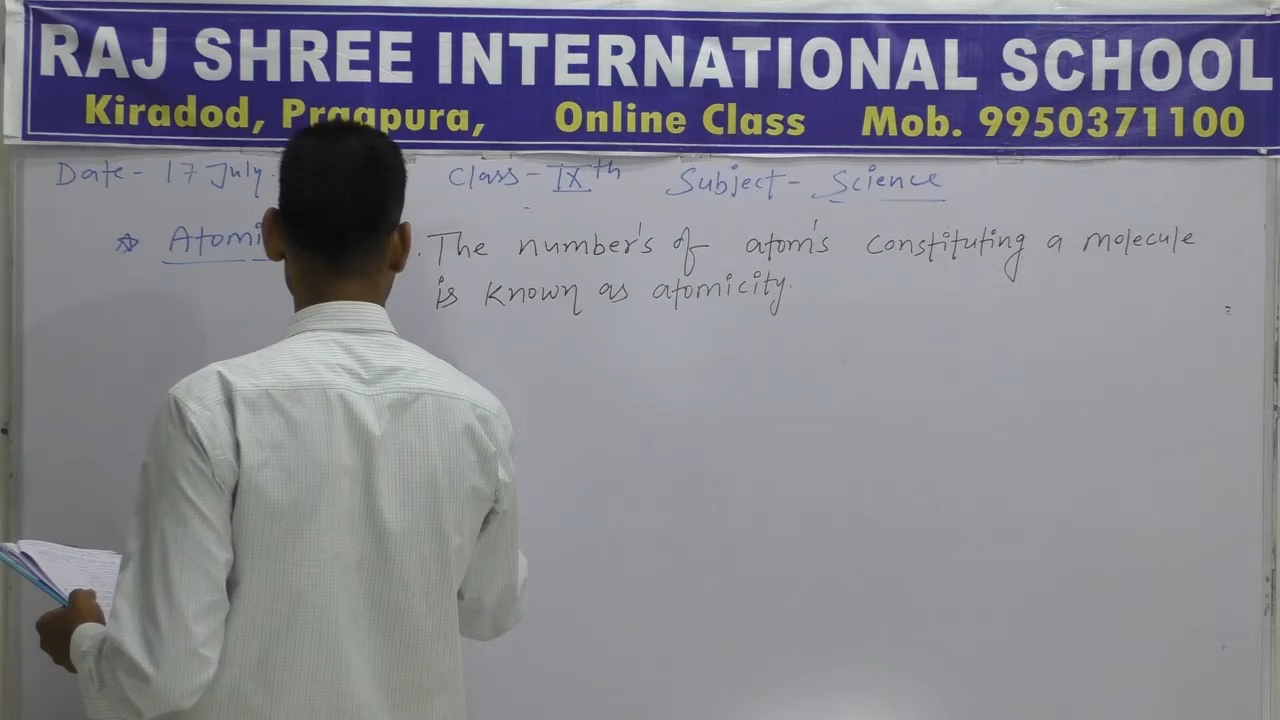 RAJ SHREE INTERNATIONAL SCHOOL
Kiradod, Pragpura, Online Class Mob. 9950371100
Date - 17 July Class - IXth Subject - Science
Atomi The number's of atom's constituting a molecule
is known as atomicity.